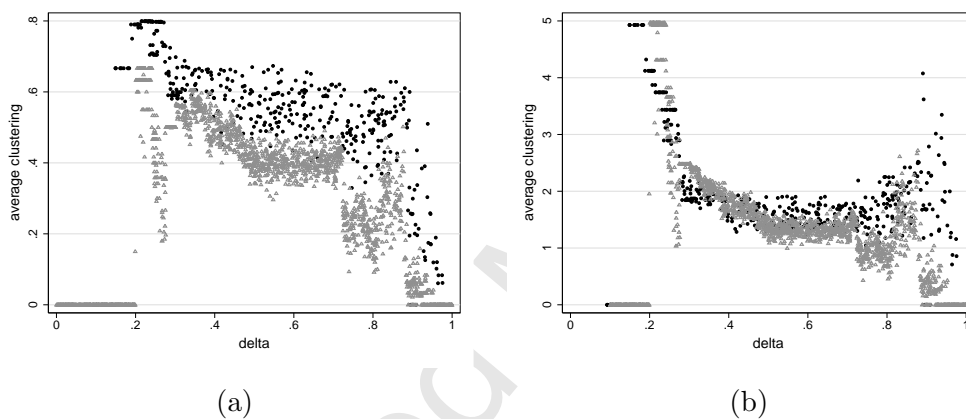 average clustering
.8
.6
.4
.2
0
0 .2 .4 .6 .8 1
delta
(a)
average clustering
5
4
3
2
1
0
0 .2 .4 .6 .8 1
delta
(b)